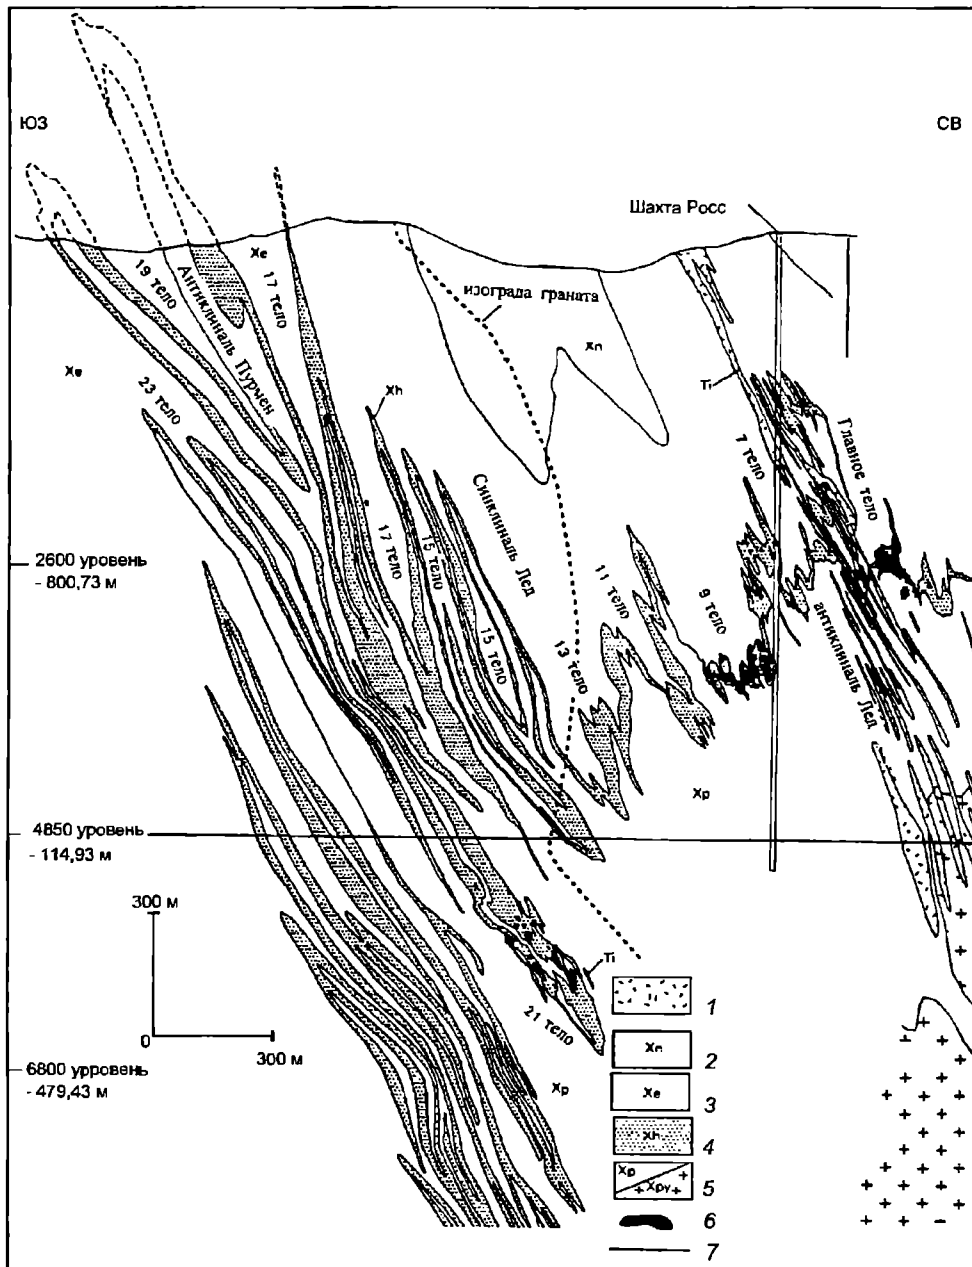 ЮЗ
СВ
Шахта Росс
Xe
19 тело
Антиклиналь Пурмен
17 тело
изограда граната
Xn
Xe
23 тело
Xh
Ti
7 тело
Главное тело
Синклиналь Лед
17 тело
15 тело
15 тело
11 тело
9 тело
13 тело
антиклиналь Лед
2600 уровень
- 800,73 м
Xp
4850 уровень
- 114,93 м
300 м
0
300 м
Ti
21 тело
6800 урровень
- 479,43 м
Xp
1
Xn 2
Xe 3
Xh 4
Xp Xpy 5
6
7